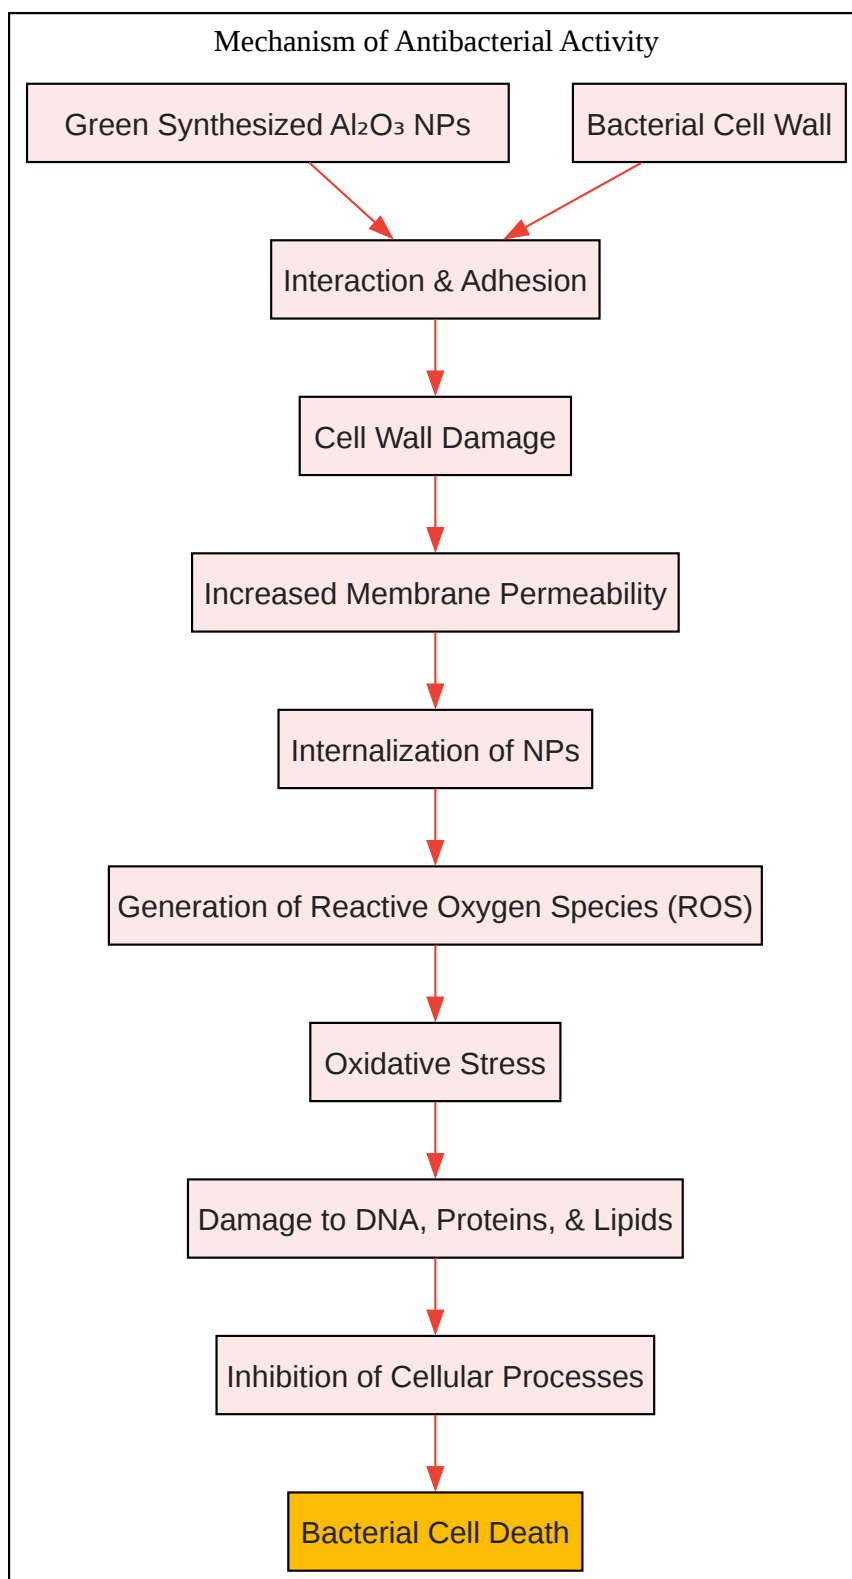 Mechanism of Antibacterial Activity
Green Synthesized Al₂O₃ NPs
Bacterial Cell Wall
Interaction & Adhesion
Cell Wall Damage
Increased Membrane Permeability
Internalization of NPs
Generation of Reactive Oxygen Species (ROS)
Oxidative Stress
Damage to DNA, Proteins, & Lipids
Inhibition of Cellular Processes
Bacterial Cell Death